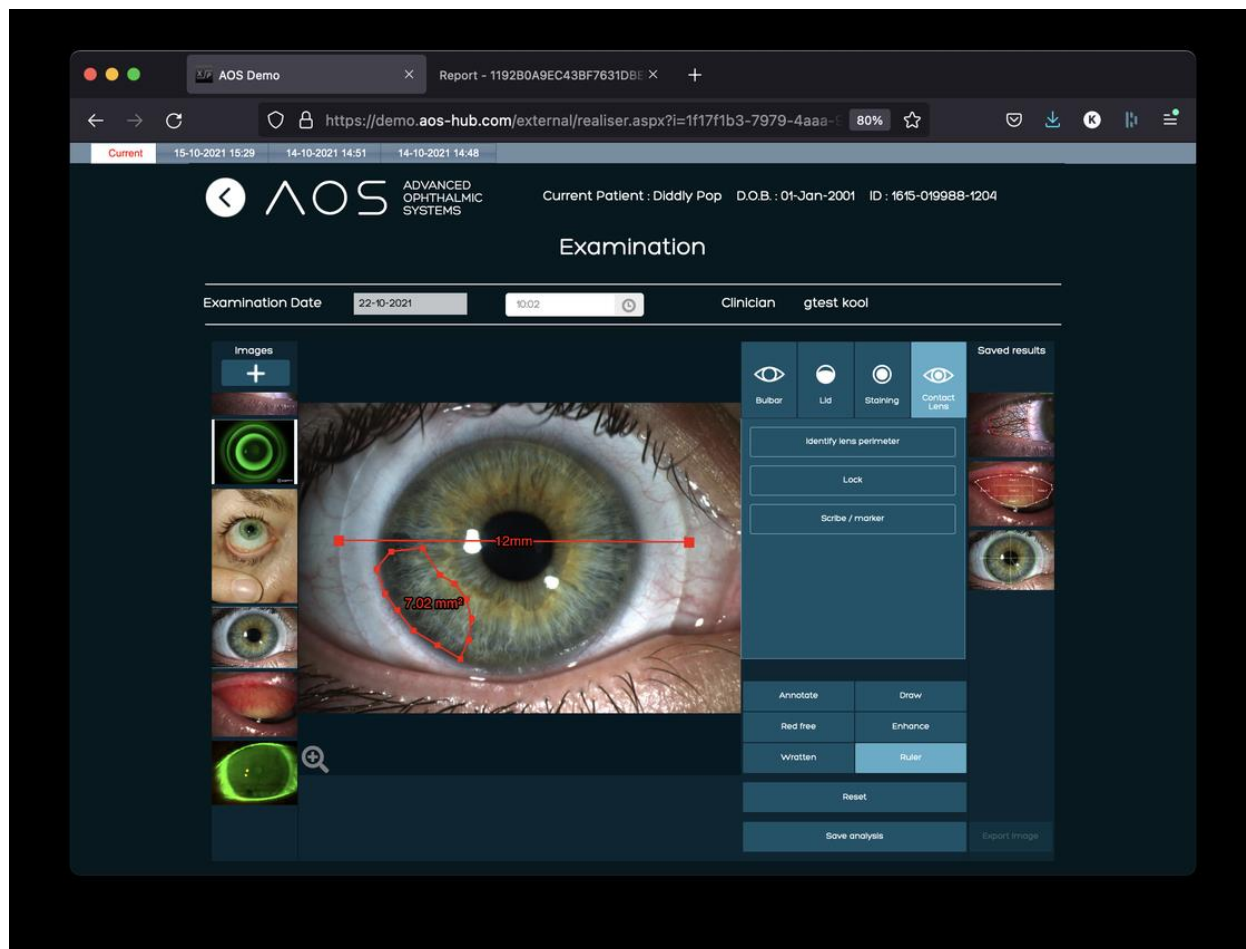 AOS Demo
Report - 1192B0A9EC43BF7631DBE
https://demo.aos-hub.com/external/realiser.aspx?i=1f17f1b3-7979-4aaa-9
80%
K
Current
15-10-2021 15:29
14-10-2021 14:51
14-10-2021 14:48
AOS
ADVANCED
OPHTHALMIC
SYSTEMS
Current Patient : Diddly Pop D.O.B. : 01-Jan-2001 ID : 1615-019988-1204
Examination
Examination Date
22-10-2021
10:02
Clinician gtest kool
Images
Bulbar
Lid
Staining
Contact
Lens
Saved results
Identify lens perimeter
Lock
Scribe / marker
12mm
7.02 mm²
Annotate
Draw
Red free
Enhance
Wratten
Ruler
Reset
Save analysis
Export image